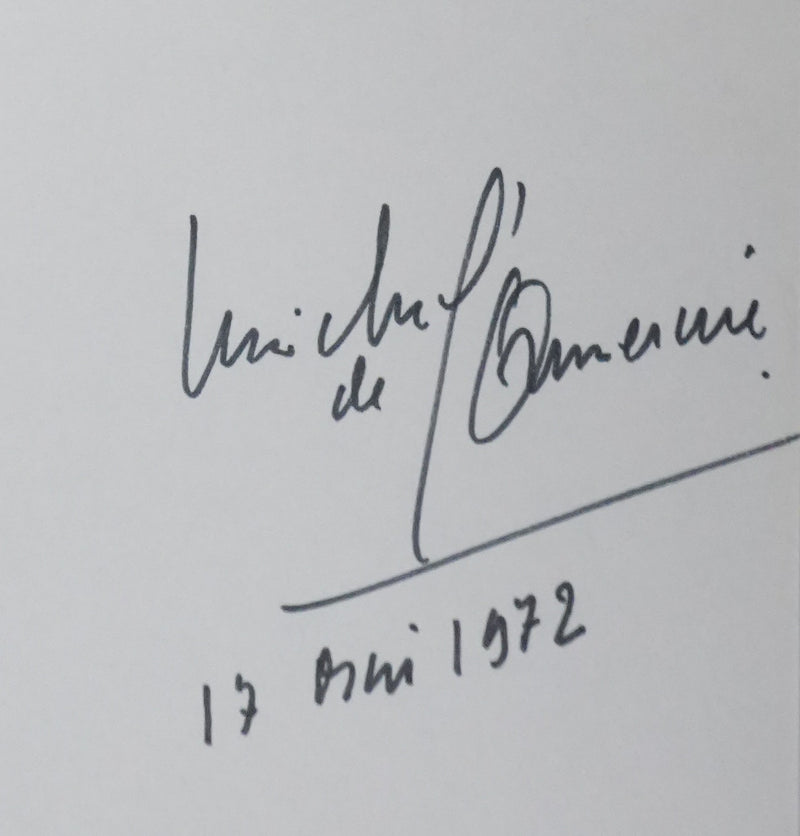 Michel
de l'Ormeraie
17 1972